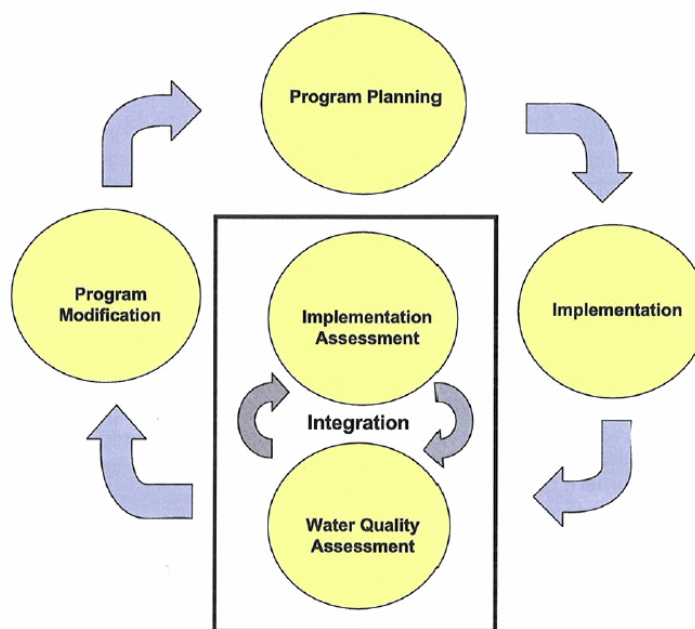 Program Planning
Program
Modification
Implementation
Assessment
Implementation
Integration
Water Quality
Assessment